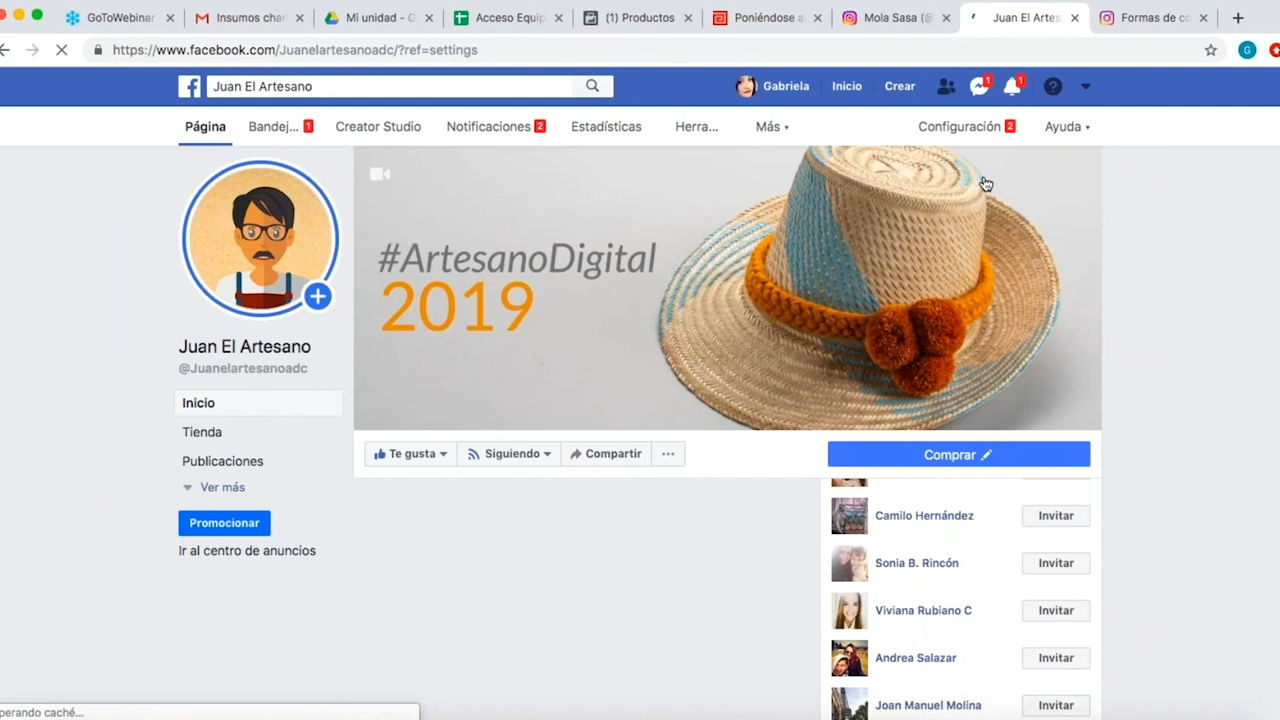 GoToWebinar
Insumos char
Mi unidad - G
Acceso Equip
(1) Productos
Poniéndose a
Mola Sasa (@
Juan El Artes
Formas de co
https://www.facebook.com/Juanelartesanoadc/?ref=settings
G
Juan El Artesano
Gabriela
Inicio
Crear
1
1
Página
Bandej... 1
Creator Studio
Notificaciones 2
Estadísticas
Herra...
Más
Configuración 2
Ayuda
#ArtesanoDigital
2019
Juan El Artesano
@Juanelartesanoadc
Inicio
Tienda
Publicaciones
Ver más
Promocionar
Ir al centro de anuncios
Te gusta
Siguiendo
Compartir
...
Comprar
Camilo Hernández
Invitar
Sonia B. Rincón
Invitar
Viviana Rubiano C
Invitar
Andrea Salazar
Invitar
Joan Manuel Molina
Invitar
perando caché...